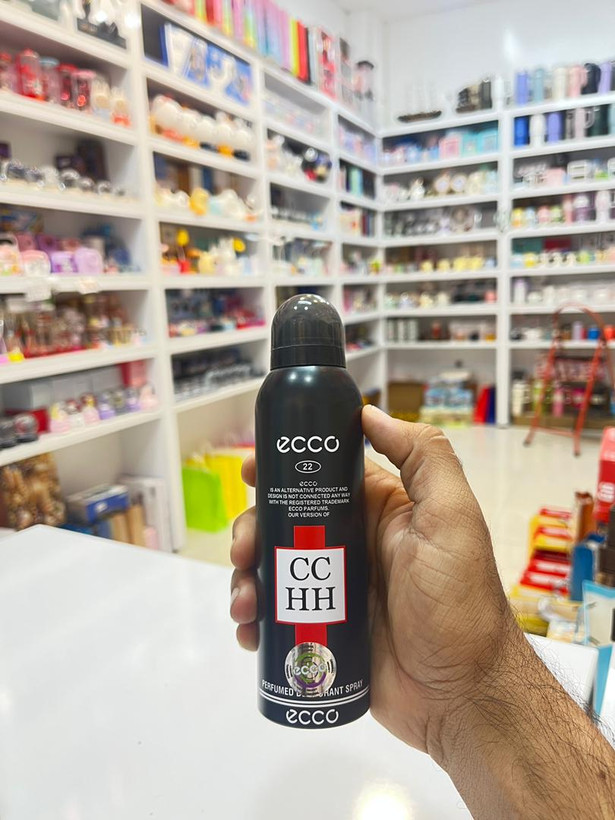 ecco
22
ecco
IS AN ALTERNATIVE PRODUCT AND
DESIGN IS NOT CONNECTED ANY WAY
WITH THE REGISTERED TRADEMARK
ECCO PARFUMS.
OUR VERSION OF
CC
HH
ecco
PERFUMED SPRAY
ecco